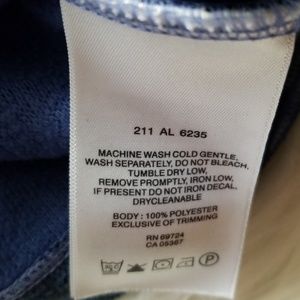 211 AL 6235
MACHINE WASH COLD GENTLE,
WASH SEPARATELY, DO NOT BLEACH,
TUMBLE DRY LOW,
REMOVE PROMPTLY, IRON LOW,
IF PRESENT DO NOT IRON DECAL,
DRYCLEANABLE
BODY : 100% POLYESTER
EXCLUSIVE OF TRIMMING
RN 69724
CA 05367
P